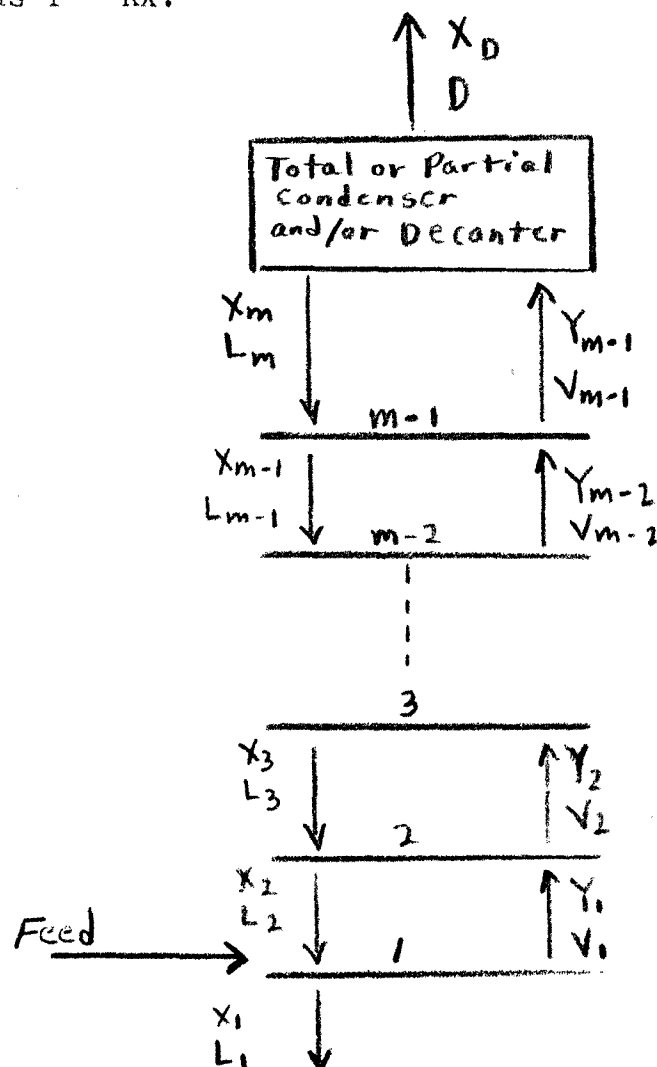 X_D
D
Total or Partial
Condenser
and/or Decanter
X_m
L_m
Y_m-1
V_m-1
m-1
X_m-1
L_m-1
Y_m-2
V_m-2
m-2
3
X_3
L_3
Y_2
V_2
2
X_2
L_2
Y_1
V_1
Feed
1
X_1
L_1